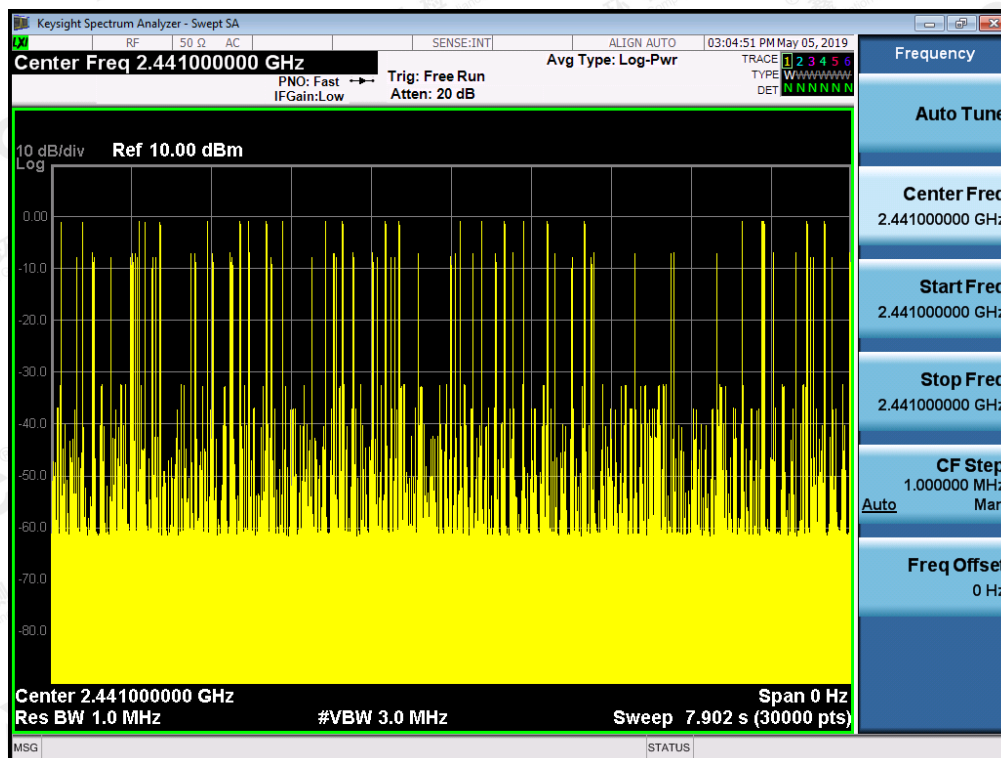 Keysight Spectrum Analyzer - Swept SA
LXI RF 50 Ω AC SENSE:INT ALIGN AUTO 03:04:51 PM May 05, 2019
Center Freq 2.441000000 GHz
Avg Type: Log-Pwr
TRACE 1 2 3 4 5 6
TYPE W W W W W W
DET N N N N N N
PNO: Fast
IFGain:Low
Trig: Free Run
Atten: 20 dB
10 dB/div Ref 10.00 dBm
Log
0.00
-10.0
-20.0
-30.0
-40.0
-50.0
-60.0
-70.0
-80.0
Center 2.441000000 GHz Span 0 Hz
Res BW 1.0 MHz #VBW 3.0 MHz Sweep 7.902 s (30000 pts)
MSG STATUS
Frequency
Auto Tune
Center Freq
2.441000000 GHz
Start Freq
2.441000000 GHz
Stop Freq
2.441000000 GHz
CF Step
1.000000 MHz
Auto Man
Freq Offset
0 Hz